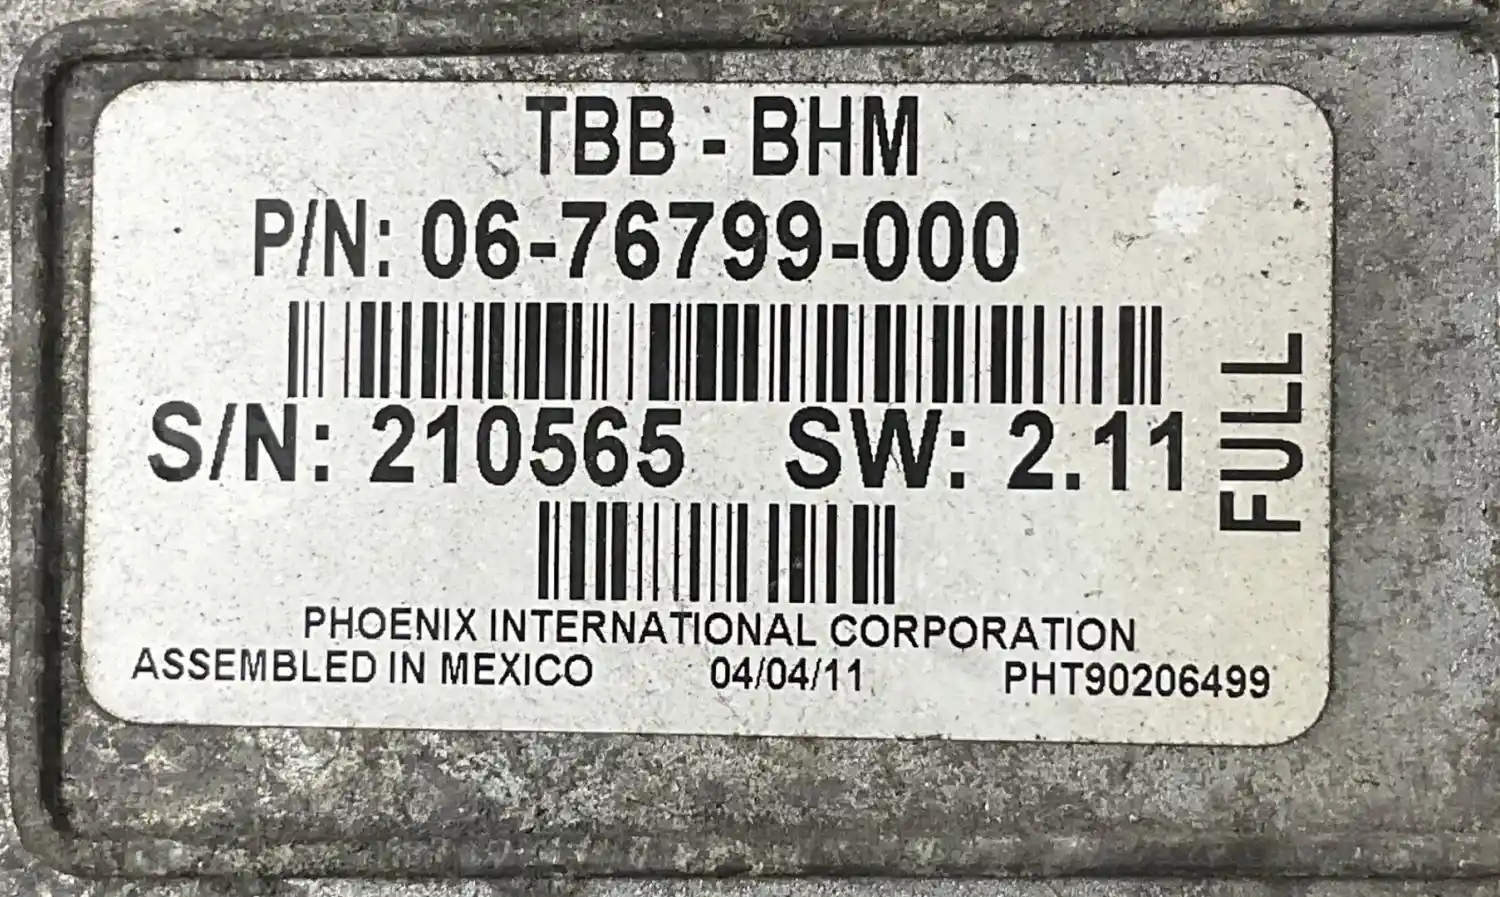 TBB - BHM
P/N: 06-76799-000
S/N: 210565 SW: 2.11
FULL
PHOENIX INTERNATIONAL CORPORATION
ASSEMBLED IN MEXICO 04/04/11 PHT90206499